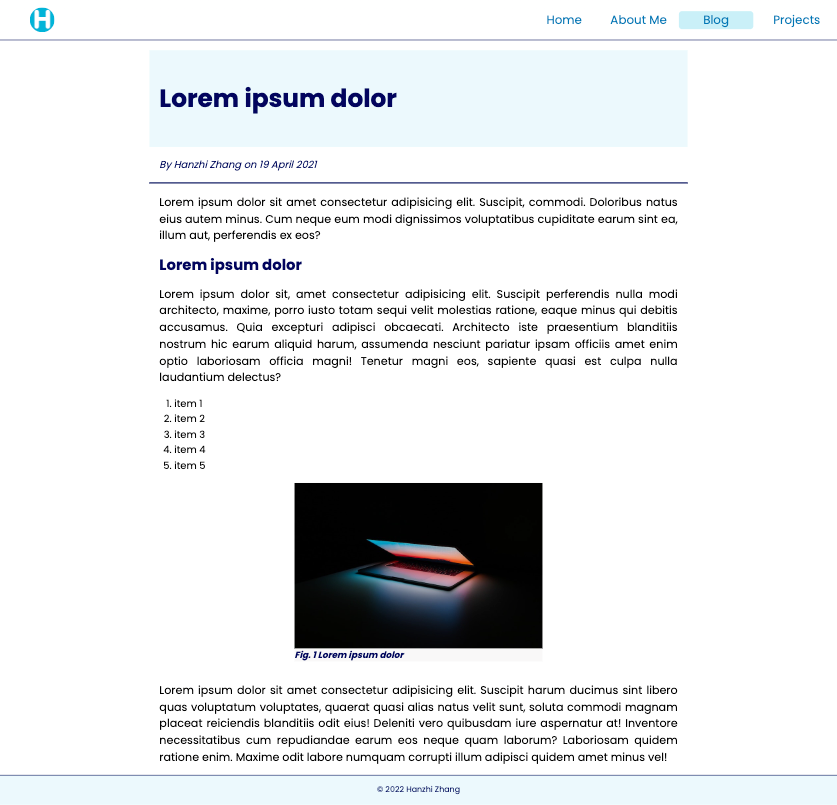 H
Home About Me Blog Projects
Lorem ipsum dolor
By Hanzhi Zhang on 19 April 2021
Lorem ipsum dolor sit amet consectetur adipisicing elit. Suscipit, commodi. Doloribus natus
eius autem minus. Cum neque eum modi dignissimos voluptatibus cupiditate earum sint ea,
illum aut, perferendis ex eos?
Lorem ipsum dolor
Lorem ipsum dolor sit, amet consectetur adipisicing elit. Suscipit perferendis nulla modi
architecto, maxime, porro iusto totam sequi velit molestias ratione, eaque minus qui debitis
accusamus. Quia excepturi adipisci obcaecati. Architecto iste praesentium blanditiis
nostrum hic earum aliquid harum, assumenda nesciunt pariatur ipsam officiis amet enim
optio laboriosam officia magni! Tenetur magni eos, sapiente quasi est culpa nulla
laudantium delectus?
1. item 1
2. item 2
3. item 3
4. item 4
5. item 5
Fig. 1 Lorem ipsum dolor
Lorem ipsum dolor sit amet consectetur adipisicing elit. Suscipit harum ducimus sint libero
quas voluptatum voluptates, quaerat quasi alias natus velit sunt, soluta commodi magnam
placeat reiciendis blanditiis odit eius! Deleniti vero quibusdam iure aspernatur at! Inventore
necessitatibus cum repudiandae earum eos neque quam laborum? Laboriosam quidem
ratione enim. Maxime odit labore numquam corrupti illum adipisci quidem amet minus vel!
© 2022 Hanzhi Zhang